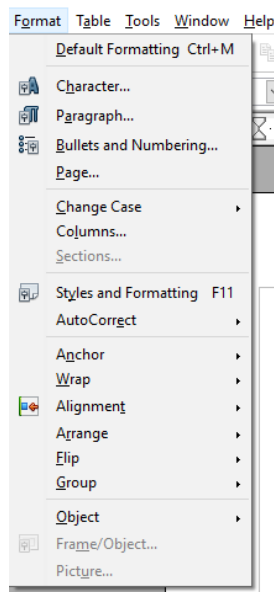 Format Table Tools Window Help
Default Formatting Ctrl+M
Character...
Paragraph...
Bullets and Numbering...
Page...
Change Case
Columns...
Sections...
Styles and Formatting F11
AutoCorrect
Anchor
Wrap
Alignment
Arrange
Flip
Group
Object
Frame/Object...
Picture...